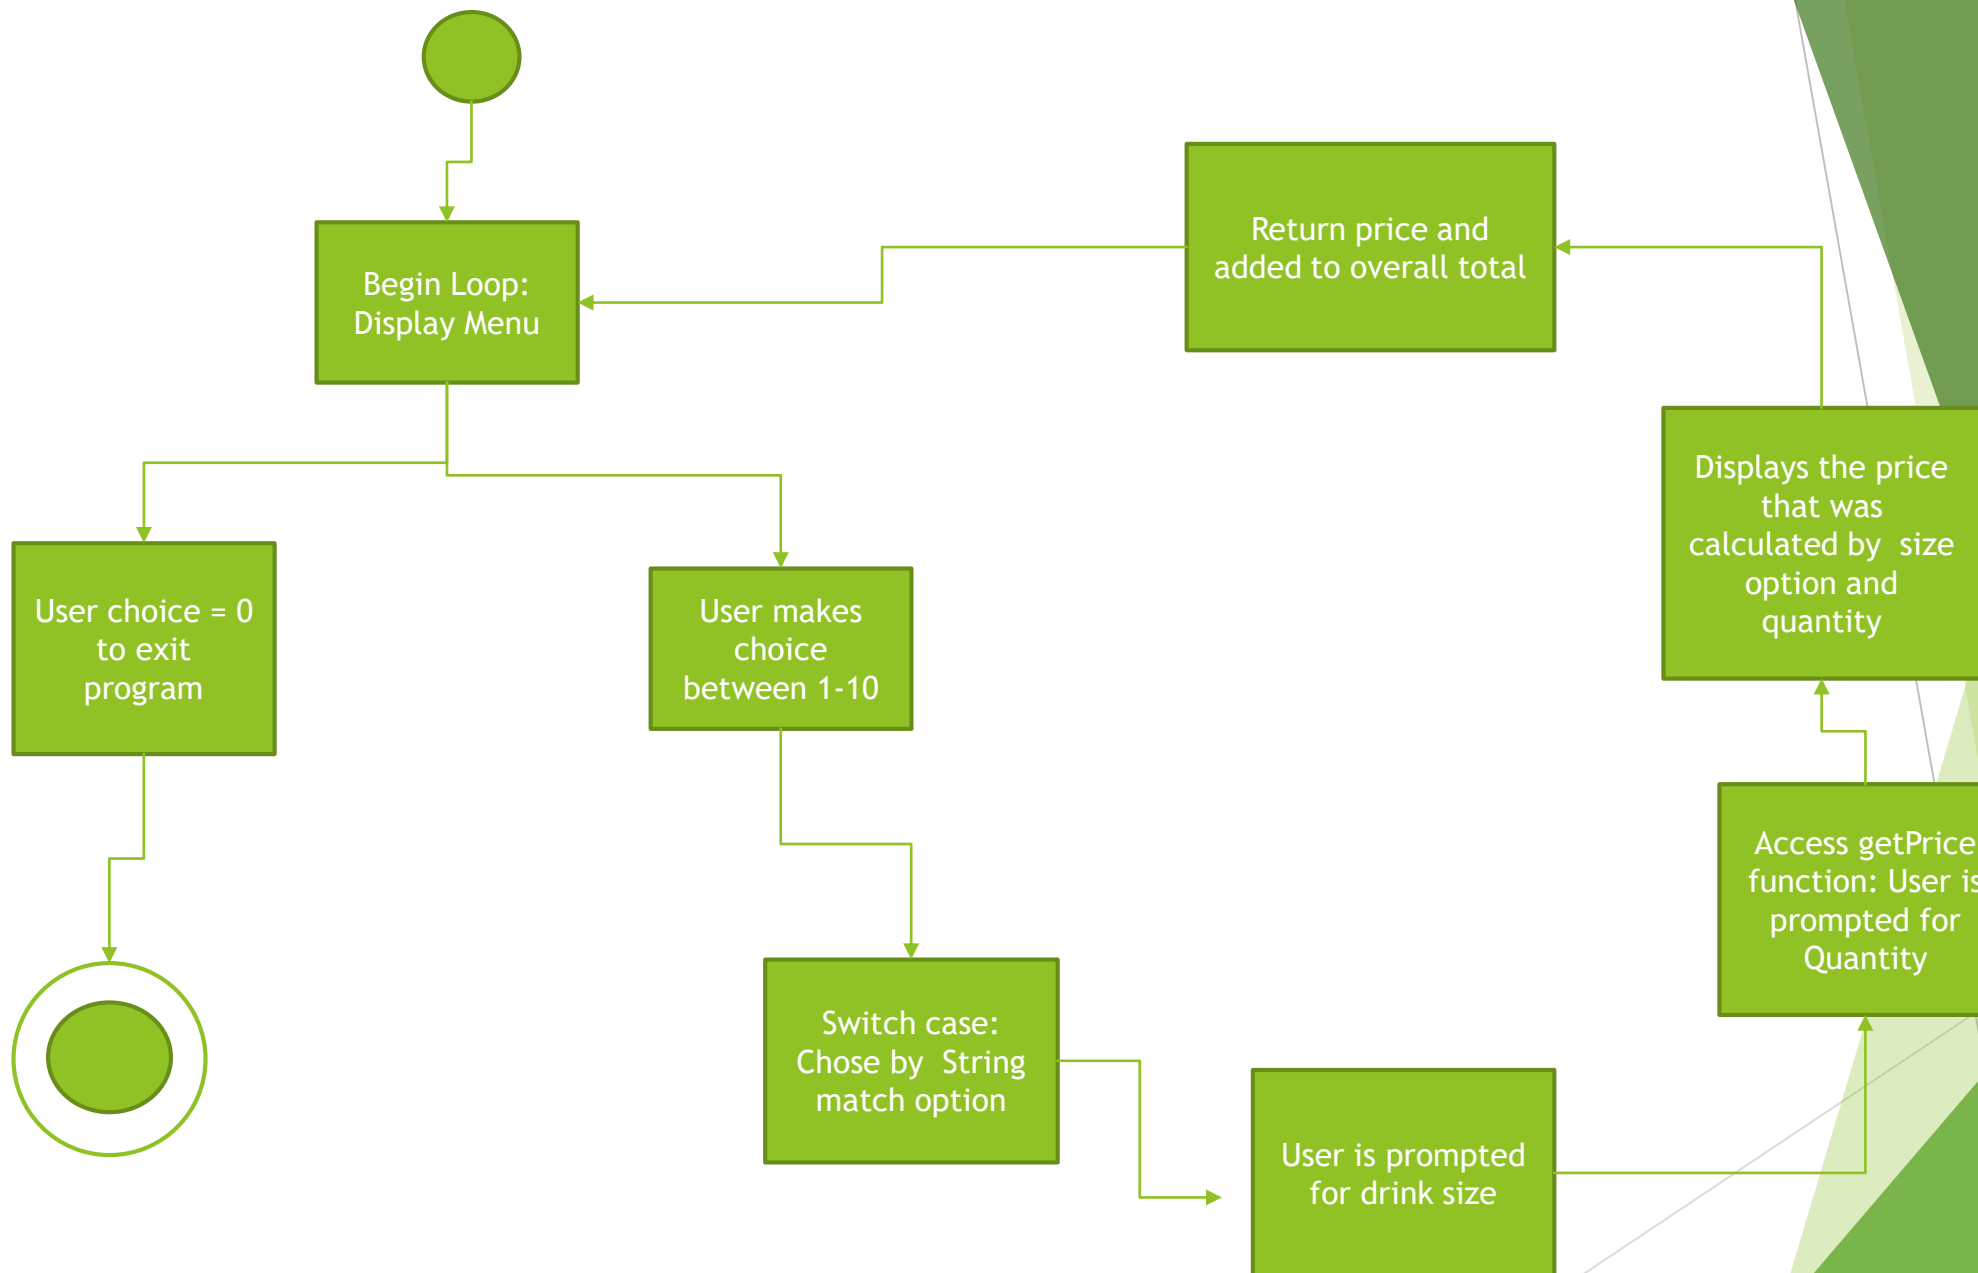 Begin Loop:
Display Menu
User choice = 0
to exit
program
User makes
choice
between 1-10
Switch case:
Chose by  String
match option
User is prompted
for drink size
Access getPrice
function: User is
prompted for
Quantity
Displays the price
that was
calculated by  size
option and
quantity
Return price and
added to overall total